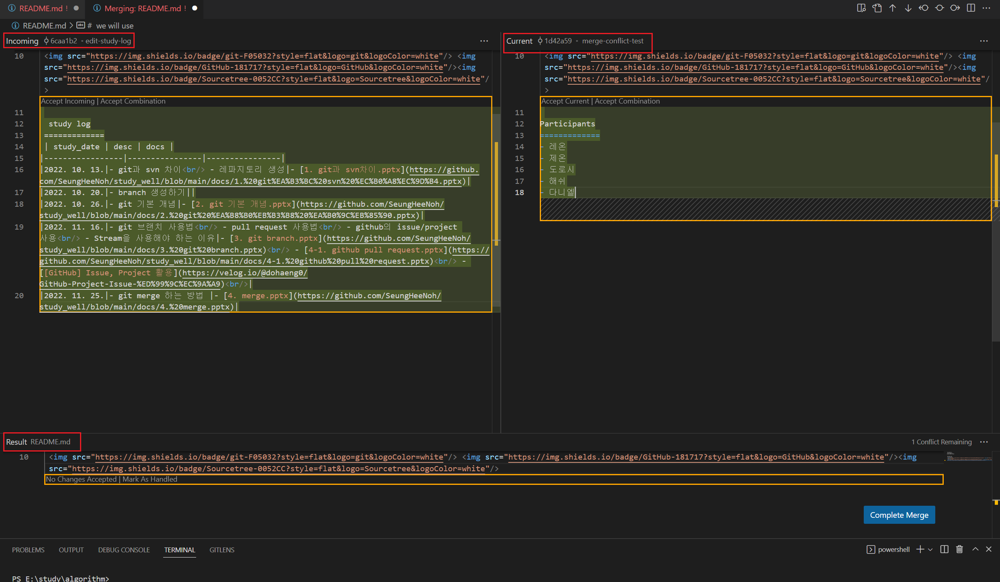 README.md !
Merging: README.md !
README.md > # we will use
Incoming 6caa1b2 • edit-study-log
10 <img src="https://img.shields.io/badge/git-F05032?style=flat&logo=git&logoColor=white"/> <img
src="https://img.shields.io/badge/GitHub-181717?style=flat&logo=GitHub&logoColor=white"/><img
src="https://img.shields.io/badge/Sourcetree-0052CC?style=flat&logo=Sourcetree&logoColor=white"/
>
Accept Incoming | Accept Combination
11
12 study log
13 =============
14 | study_date | desc | docs |
15 |-----------------|----------------|----------------|
16 |2022. 10. 13.|- git과 svn 차이<br/> - 레파지토리 생성|- [1. git과 svn차이.pptx](https://github.
com/SeungHeeNoh/study_well/blob/main/docs/1.%20git%EA%B3%BC%20svn%20%EC%B0%A8%EC%9D%B4.pptx)|
17 |2022. 10. 20.|- branch 생성하기||
18 |2022. 10. 26.|- git 기본 개념|- [2. git 기본 개념.pptx](https://github.com/SeungHeeNoh/
study_well/blob/main/docs/2.%20git%20%EA%B8%B0%EB%B3%B8%20%EA%B0%9C%EB%85%90.pptx)|
19 |2022. 11. 16.|- git 브랜치 사용법<br/> - pull request 사용법<br/> - github의 issue/project
사용<br/> - Stream을 사용해야 하는 이유|- [3. git branch.pptx](https://github.com/SeungHeeNoh/
study_well/blob/main/docs/3.%20git%20branch.pptx)<br/> - [4-1. github pull request.pptx](https://
github.com/SeungHeeNoh/study_well/blob/main/docs/4-1.%20github%20pull%20request.pptx)<br/> -
[[GitHub] Issue, Project 활용](https://velog.io/@dohaeng0/
GitHub-Project-Issue-%ED%99%9C%EC%9A%A9)<br/>|
20 |2022. 11. 25.|- git merge 하는 방법 |- [4. merge.pptx](https://github.com/SeungHeeNoh/
study_well/blob/main/docs/4.%20merge.pptx)|
Current 1d42a59 • merge-conflict-test
10 <img src="https://img.shields.io/badge/git-F05032?style=flat&logo=git&logoColor=white"/> <img
src="https://img.shields.io/badge/GitHub-181717?style=flat&logo=GitHub&logoColor=white"/><img
src="https://img.shields.io/badge/Sourcetree-0052CC?style=flat&logo=Sourcetree&logoColor=white"/
>
Accept Current | Accept Combination
11
12 Participants
13 =============
14 - 레온
15 - 제온
16 - 도로시
17 - 해쉬
18 - 다니엘
Result README.md
1 Conflict Remaining
10 <img src="https://img.shields.io/badge/git-F05032?style=flat&logo=git&logoColor=white"/> <img src="https://img.shields.io/badge/GitHub-181717?style=flat&logo=GitHub&logoColor=white"/><img
src="https://img.shields.io/badge/Sourcetree-0052CC?style=flat&logo=Sourcetree&logoColor=white"/>
No Changes Accepted | Mark As Handled
Complete Merge
PROBLEMS OUTPUT DEBUG CONSOLE TERMINAL GITLENS
powershell
PS E:\study\algorithm>